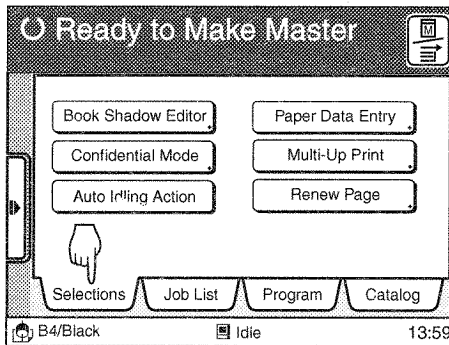 Ready to Make Master
M
Book Shadow Editor
Paper Data Entry
Confidential Mode
Multi-Up Print
Auto Idling Action
Renew Page
Selections
Job List
Program
Catalog
B4/Black
Idle
13:59